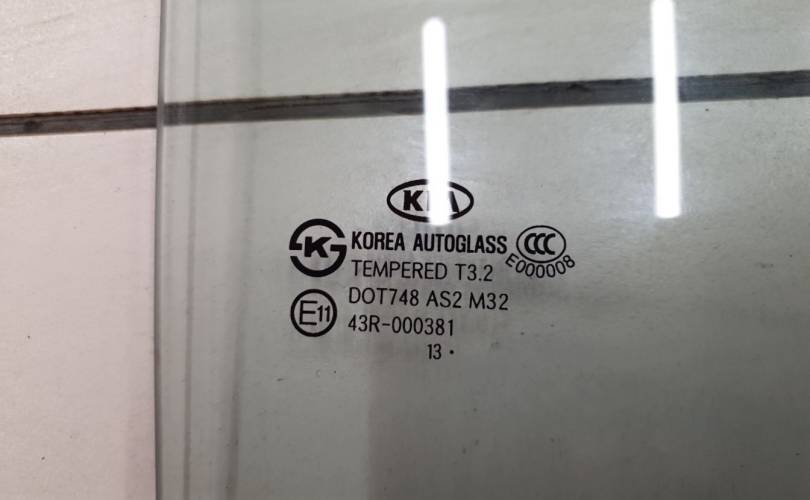 KIA
KOREA AUTOGLASS CCC
TEMPERED T3.2 E000008
DOT748 AS2 M32
E11 43R-000381
13 •